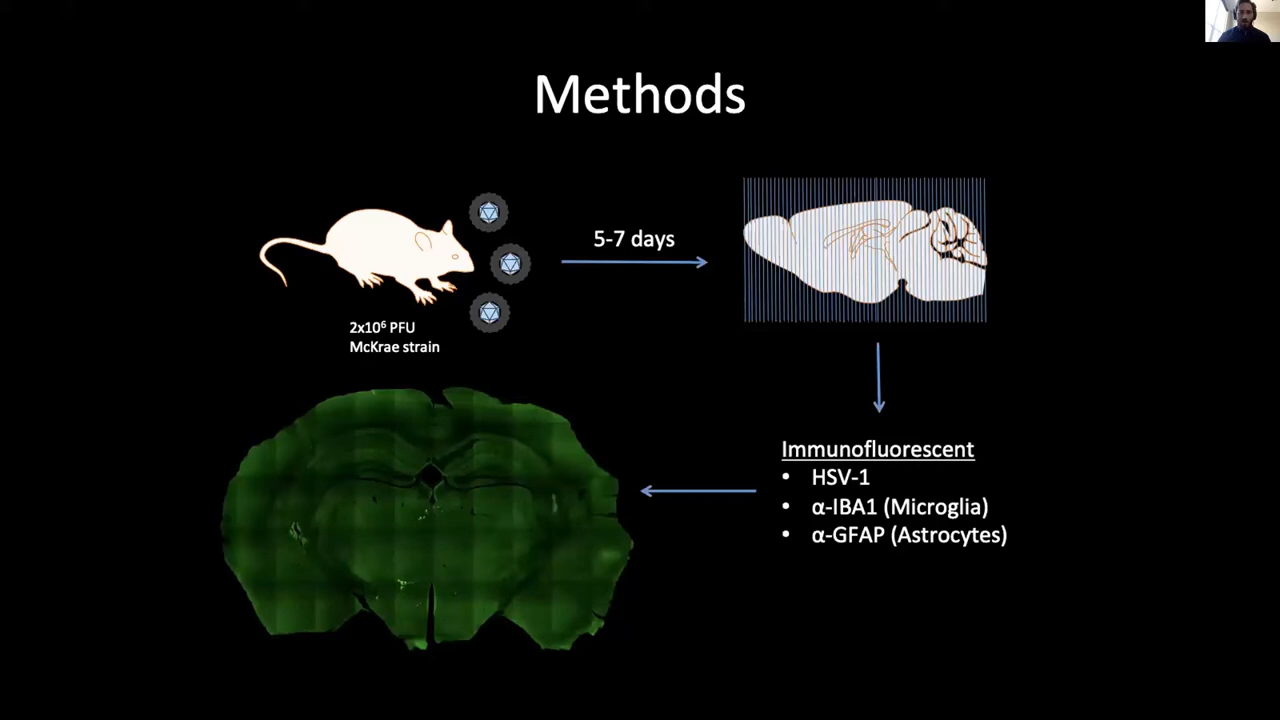 Methods
5-7 days
2x10⁶ PFU
McKrae strain
Immunofluorescent
• HSV-1
• α-IBA1 (Microglia)
• α-GFAP (Astrocytes)